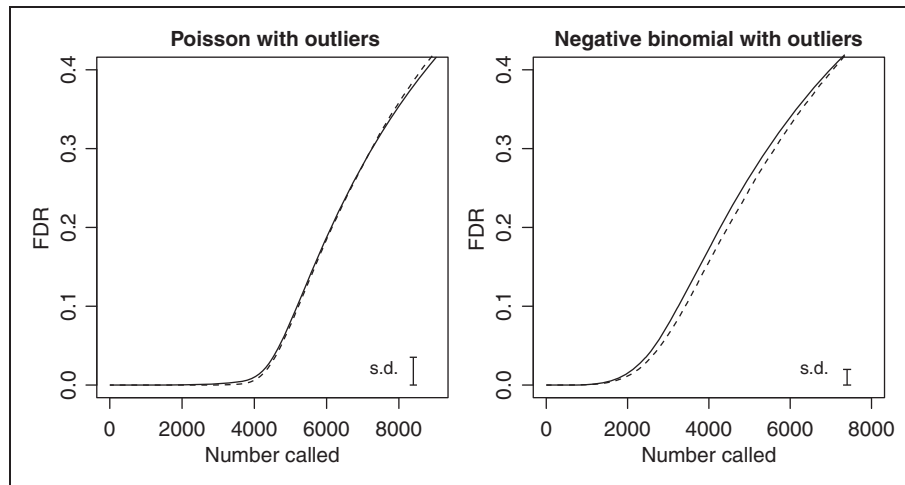 Poisson with outliers
FDR
0.4
0.3
0.2
0.1
0.0
s.d.
0 2000 4000 6000 8000
Number called
Negative binomial with outliers
FDR
0.4
0.3
0.2
0.1
0.0
s.d.
0 2000 4000 6000 8000
Number called